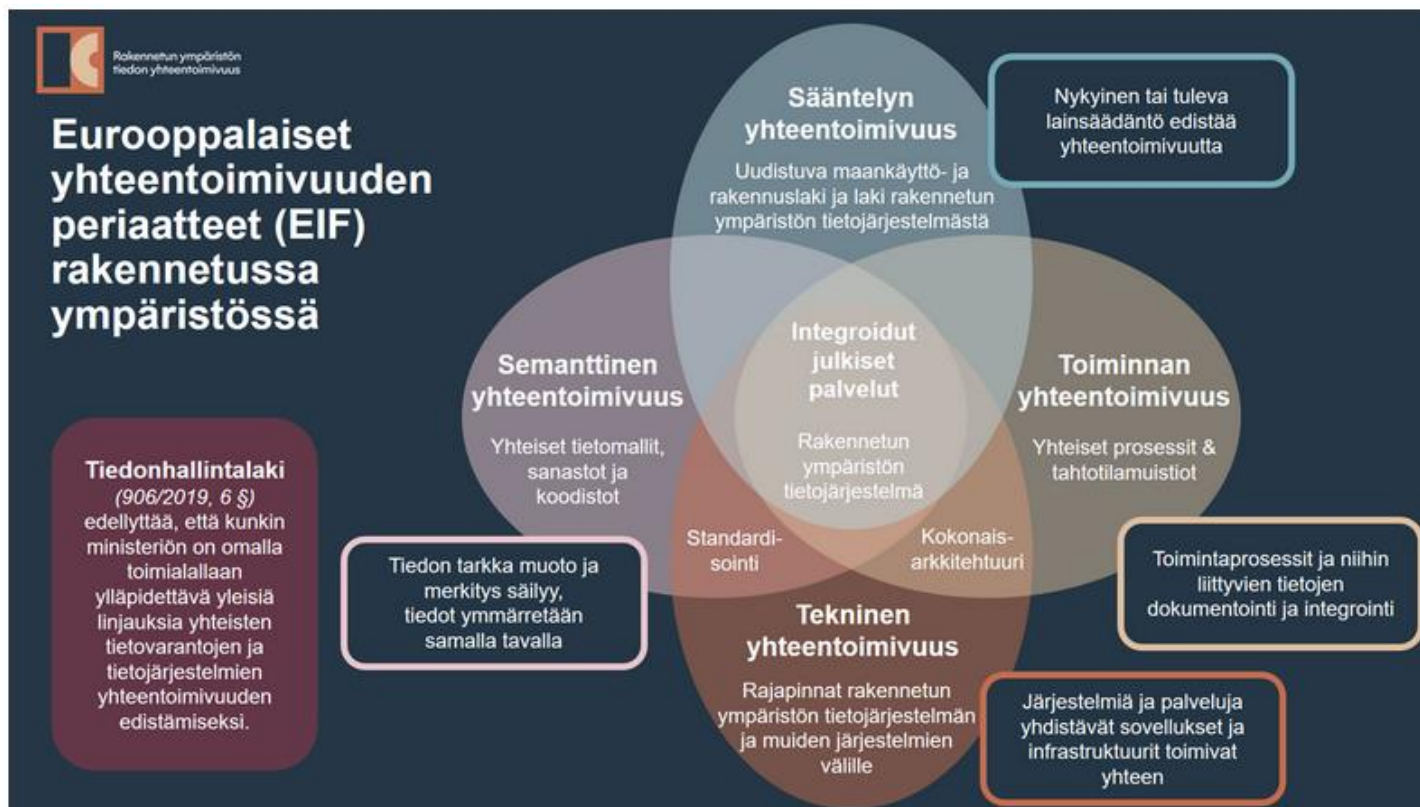 Rakennetun ympäristön
tiedon yhteentoimivuus
Eurooppalaiset
yhteentoimivuuden
periaatteet (EIF)
rakennetussa
ympäristössä
Sääntelyn
yhteentoimivuus
Uudistuva maankäyttö- ja
rakennuslaki ja laki rakennetun
ympäristön tietojärjestelmästä
Nykyinen tai tuleva
lainsäädäntö edistää
yhteentoimivuutta
Semanttinen
yhteentoimivuus
Yhteiset tietomallit,
sanastot ja
koodistot
Integroidut
julkiset
palvelut
Rakennetun
ympäristön
tietojärjestelmä
Toiminnan
yhteentoimivuus
Yhteiset prosessit &
tahtotilamuistiot
Tiedonhallintalaki
(906/2019, 6 §)
edellyttää, että kunkin
ministeriön on omalla
toimialallaan
ylläpidettävä yleisiä
linjauksia yhteisten
tietovarantojen ja
tietojärjestelmien
yhteentoimivuuden
edistämiseksi.
Tiedon tarkka muoto ja
merkitys säilyy,
tiedot ymmärretään
samalla tavalla
Standardi-
sointi
Kokonais-
arkkitehtuuri
Toimintaprosessit ja niihin
liittyvien tietojen
dokumentointi ja integrointi
Tekninen
yhteentoimivuus
Rajapinnat rakennetun
ympäristön tietojärjestelmän
ja muiden järjestelmien
välille
Järjestelmiä ja palveluja
yhdistävät sovellukset ja
infrastruktuurit toimivat
yhteen